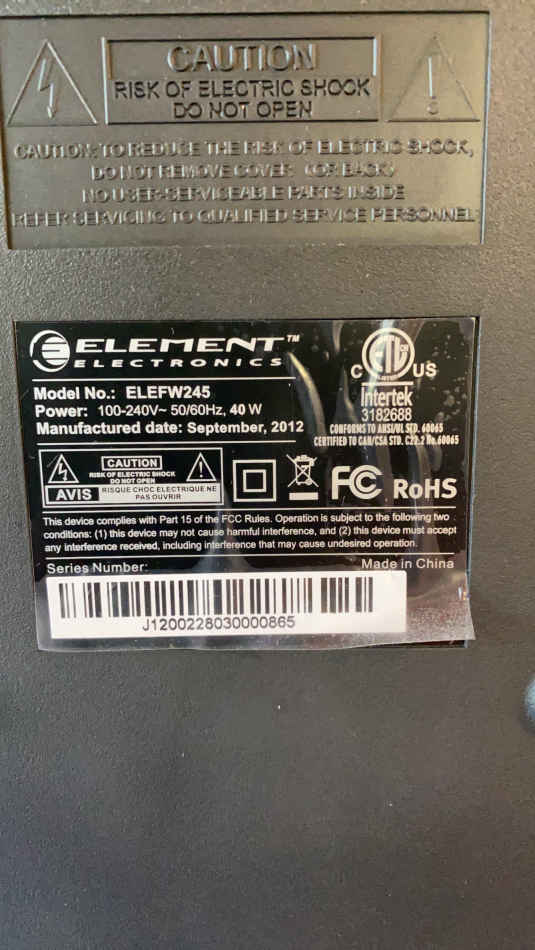 CAUTION
RISK OF ELECTRIC SHOCK
DO NOT OPEN
CAUTION: TO REDUCE THE RISK OF ELECTRIC SHOCK,
DO NOT REMOVE COVER (OR BACK)
NO USER-SERVICEABLE PARTS INSIDE
REFER SERVICING TO QUALIFIED SERVICE PERSONNEL
ELEMENT™
ELECTRONICS
Model No.: ELEFW245
Power: 100-240V~ 50/60Hz, 40 W
Manufactured date: September, 2012
C ETL US
Intertek
3182688
CONFORMS TO ANSI/UL STD. 60065
CERTIFIED TO CAN/CSA STD. C22.2 No.60065
CAUTION
RISK OF ELECTRIC SHOCK
DO NOT OPEN
AVIS
RISQUE CHOC ELECTRIQUE NE
PAS OUVRIR
FC RoHS
This device complies with Part 15 of the FCC Rules. Operation is subject to the following two
conditions: (1) this device may not cause harmful interference, and (2) this device must accept
any interference received, including interference that may cause undesired operation.
Series Number:
Made in China
J1200228030000865